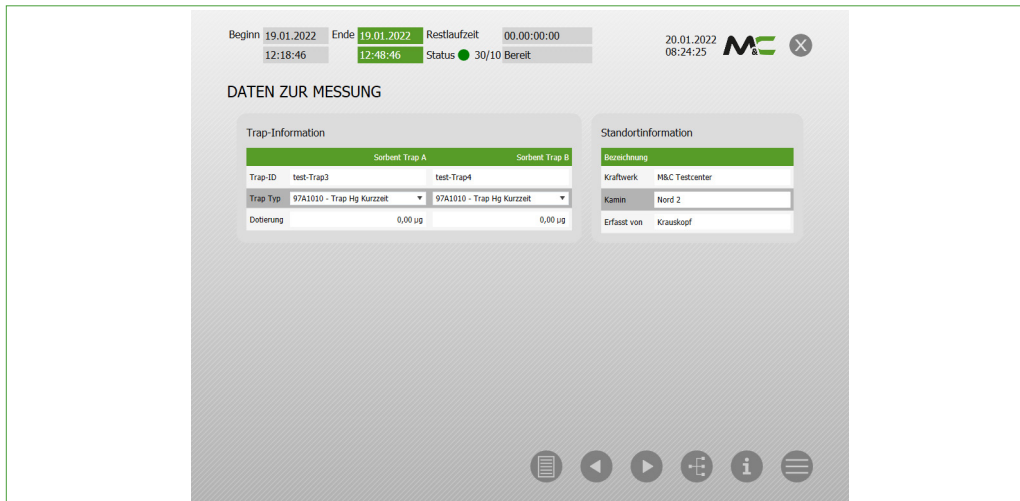 Beginn 19.01.2022 Ende 19.01.2022 Restlaufzeit 00.00:00:00
12:18:46 12:48:46 Status 30/10 Bereit
20.01.2022
08:24:25
M&C
DATEN ZUR MESSUNG
Trap-Information
Sorbent Trap A Sorbent Trap B
Trap-ID test-Trap3 test-Trap4
Trap Typ 97A1010 - Trap Hg Kurzzeit 97A1010 - Trap Hg Kurzzeit
Dotierung 0,00 µg 0,00 µg
Standortinformation
Bezeichnung
Kraftwerk M&C Testcenter
Kamin Nord 2
Erfasst von Krauskopf